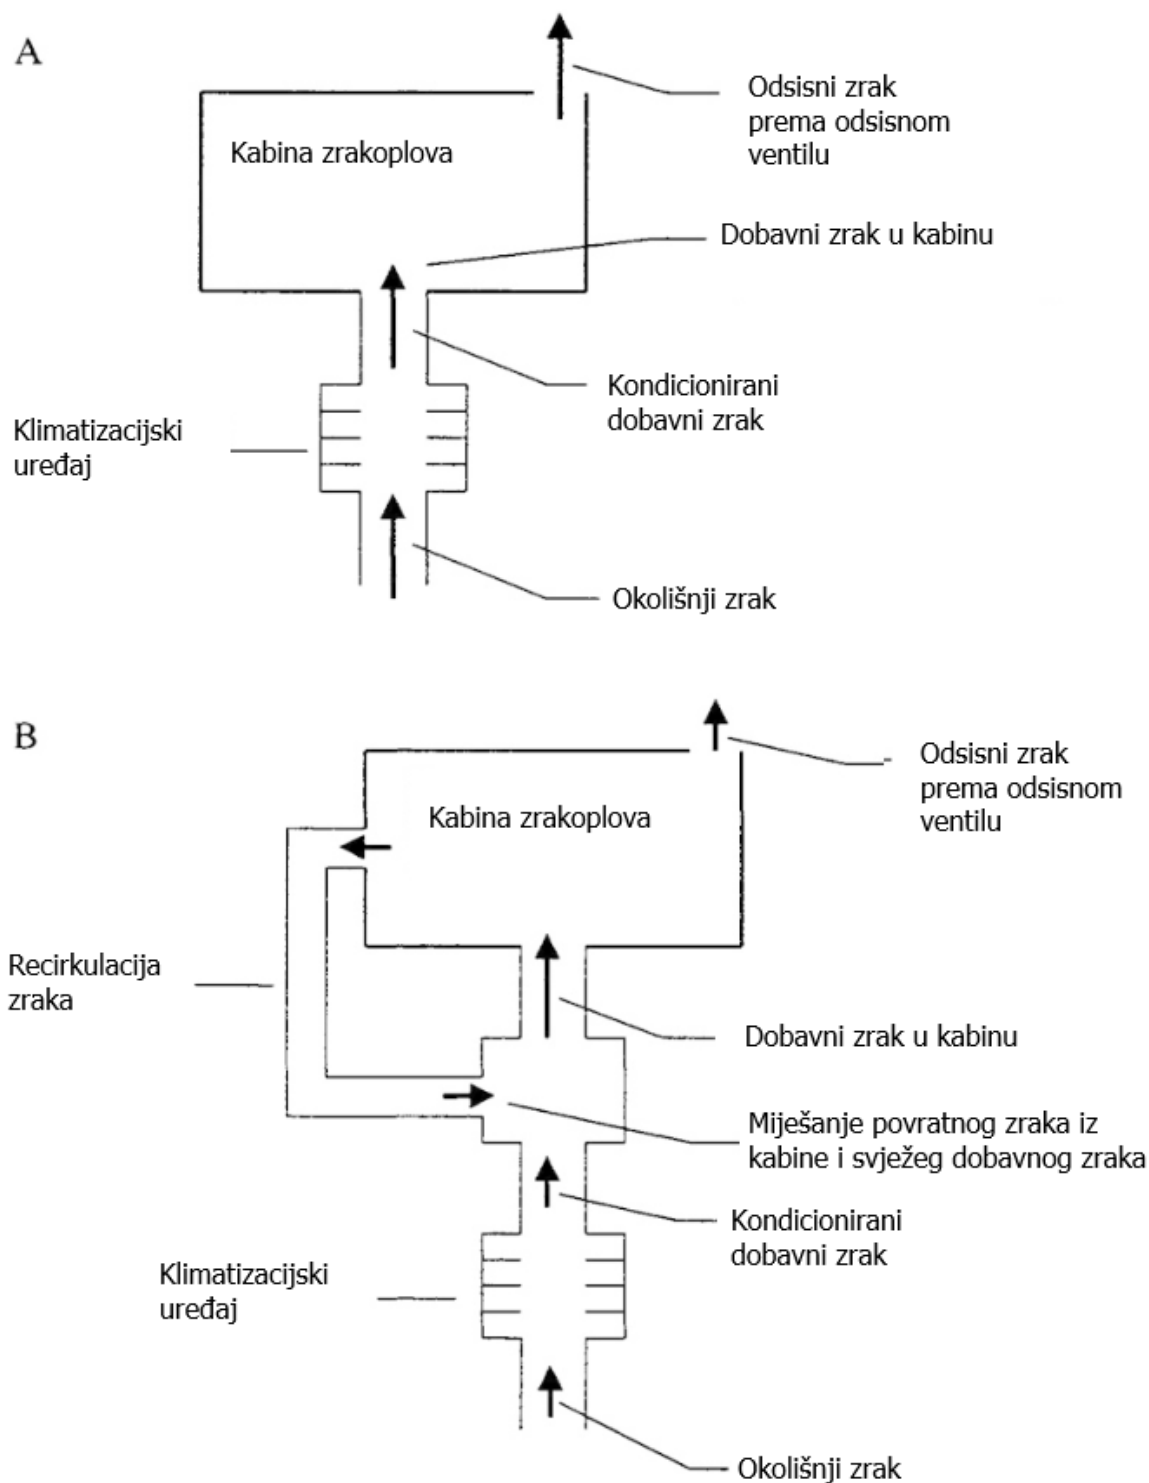 A
Odsisni zrak
prema odsisnom
ventilu
Kabina zrakoplova
Dobavni zrak u kabinu
Kondicionirani
dobavni zrak
Klimatizacijski
uređaj
Okolišnji zrak
B
Odsisni zrak
prema odsisnom
ventilu
Kabina zrakoplova
Recirkulacija
zraka
Dobavni zrak u kabinu
Miješanje povratnog zraka iz
kabine i svježeg dobavnog zraka
Kondicionirani
dobavni zrak
Klimatizacijski
uređaj
Okolišnji zrak